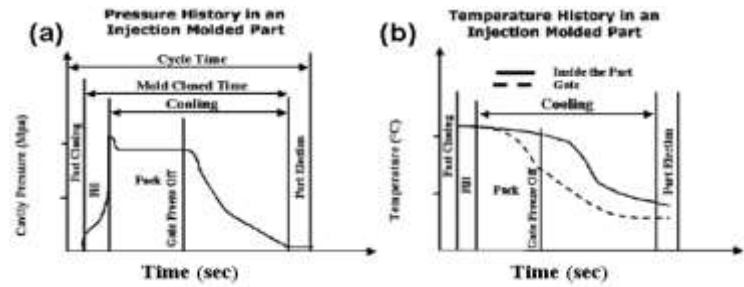 (a)
Pressure History in an
Injection Molded Part
Cycle Time
Mold Closed Time
Cooling
Cavity Pressure (Mpa)
Fast Closing
Fill
Pack
Gate Freeze Off
Part Ejection
Time (sec)
(b)
Temperature History in an
Injection Molded Part
Inside the Part
Gate
Cooling
Temperature (°C)
Fast Closing
Fill
Pack
Gate Freeze Off
Part Ejection
Time (sec)